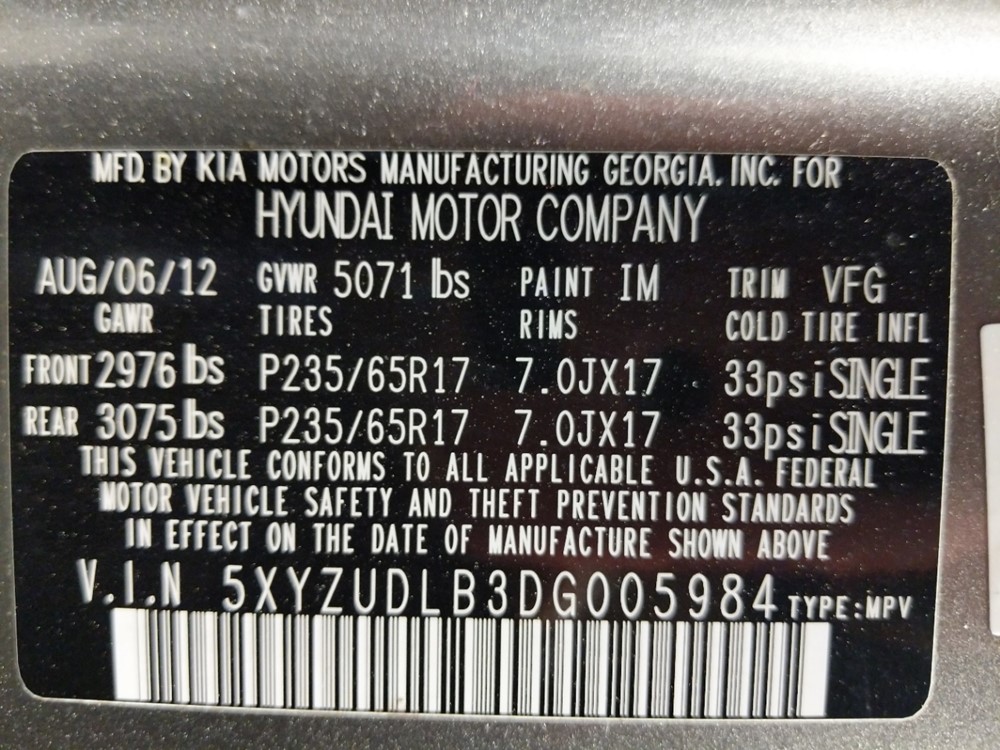 MFD. BY KIA MOTORS MANUFACTURING GEORGIA. INC. FOR
HYUNDAI MOTOR COMPANY
AUG/06/12 GVWR 5071 lbs PAINT IM TRIM VFG
GAWR TIRES RIMS COLD TIRE INFL
FRONT 2976 lbs P235/65R17 7.0JX17 33psi SINGLE
REAR 3075 lbs P235/65R17 7.0JX17 33psi SINGLE
THIS VEHICLE CONFORMS TO ALL APPLICABLE U.S.A. FEDERAL
MOTOR VEHICLE SAFETY AND THEFT PREVENTION STANDARDS
IN EFFECT ON THE DATE OF MANUFACTURE SHOWN ABOVE
V.I.N 5XYZUDLB3DG005984 TYPE:MPV